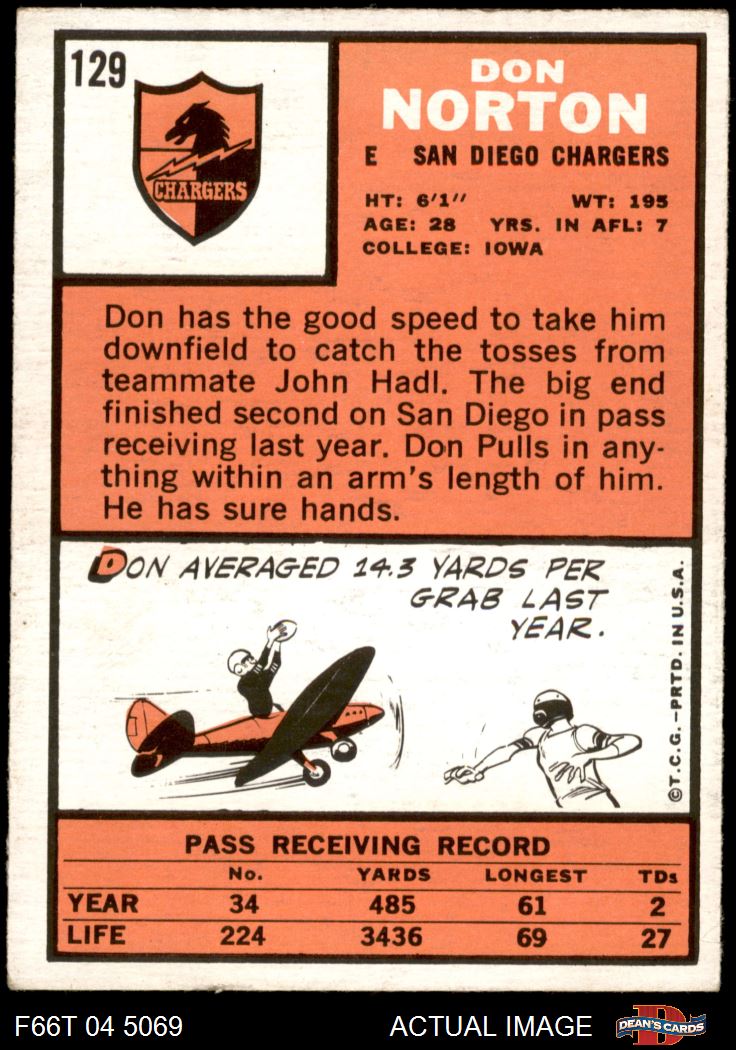 129
CHARGERS
DON
NORTON
E SAN DIEGO CHARGERS
HT: 6'1" WT: 195
AGE: 28 YRS. IN AFL: 7
COLLEGE: IOWA
Don has the good speed to take him
downfield to catch the tosses from
teammate John Hadl. The big end
finished second on San Diego in pass
receiving last year. Don Pulls in any-
thing within an arm's length of him.
He has sure hands.
DON AVERAGED 14.3 YARDS PER
GRAB LAST
YEAR.
©T.C.G.-PRTD. IN U.S.A.
PASS RECEIVING RECORD
No. YARDS LONGEST TDs
YEAR 34 485 61 2
LIFE 224 3436 69 27
F66T 04 5069 ACTUAL IMAGE DEAN'S CARDS